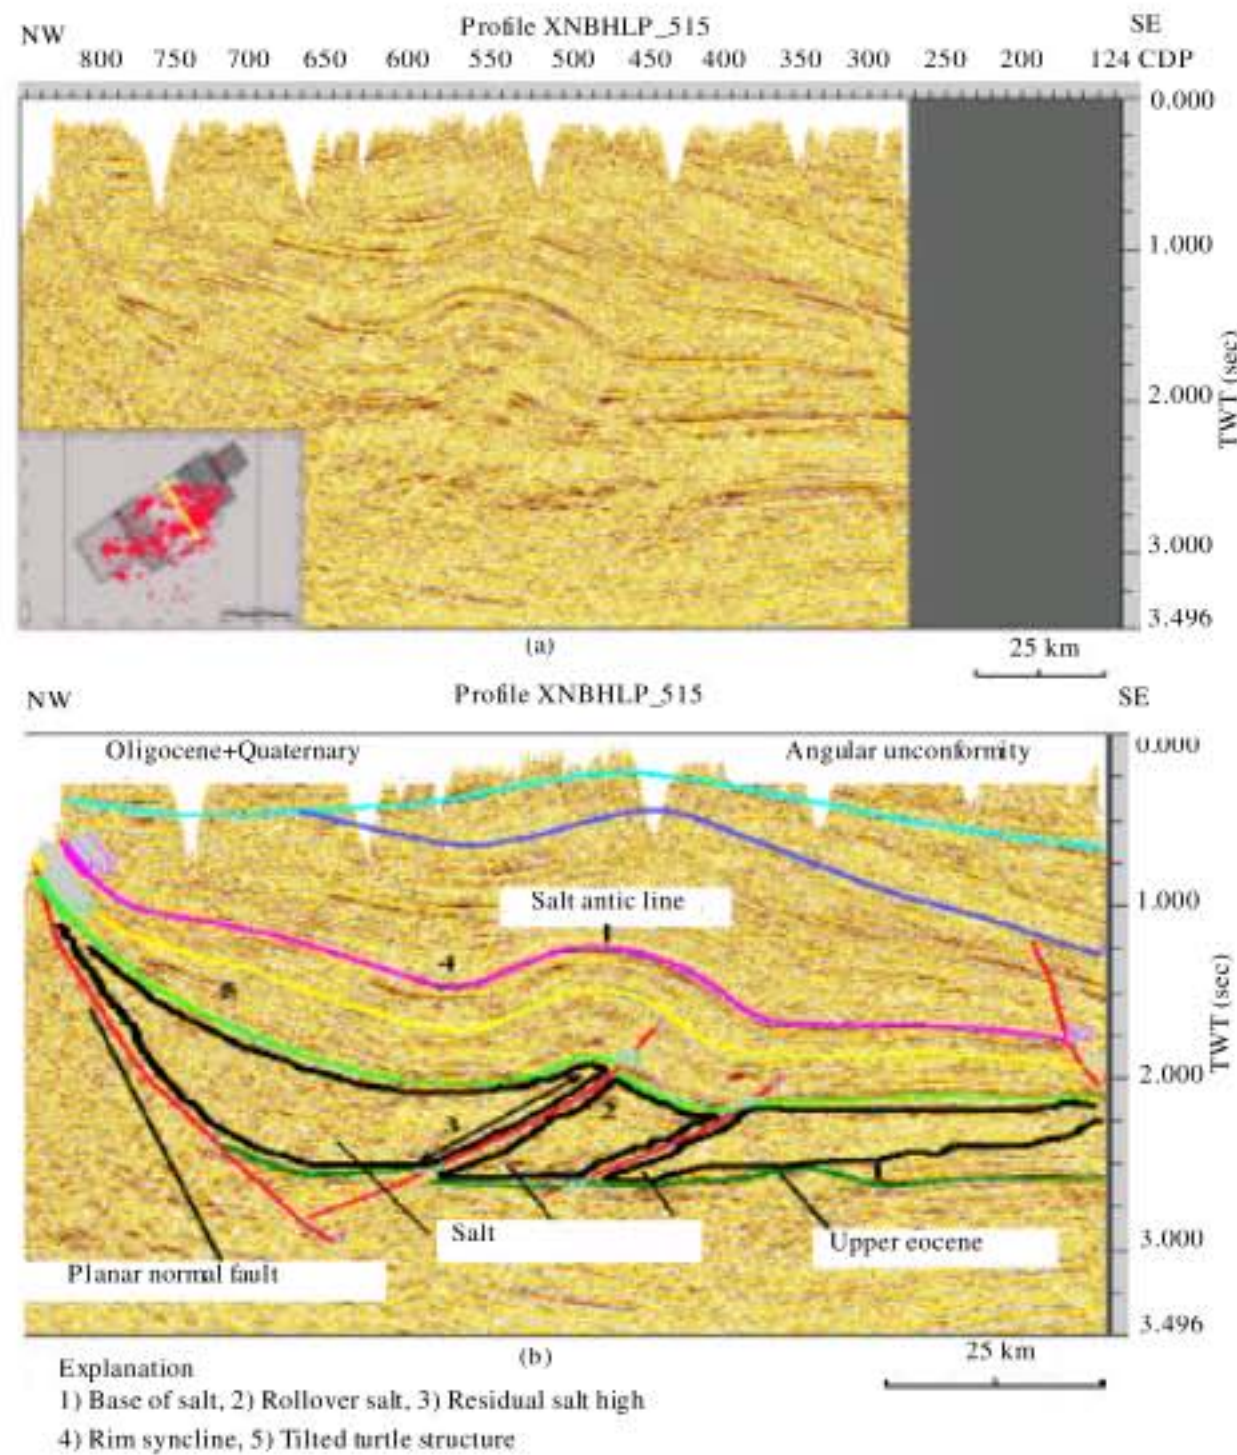 Profile XNBHLP_515
NW SE
800 750 700 650 600 550 500 450 400 350 300 250 200 124 CDP
0.000
1.000
2.000
TWT (sec)
3.000
3.496
(a)
25 km
Profile XNBHLP_515
NW SE
Oligocene+Quaternary Angular unconformity
0.000
Salt antic line
1.000
4
5
TWT (sec)
2.000
2
3
Salt
Upper eocene
3.000
Planar normal fault
3.496
(b)
25 km
Explanation
1) Base of salt, 2) Rollover salt, 3) Residual salt high
4) Rim syncline, 5) Tilted turtle structure